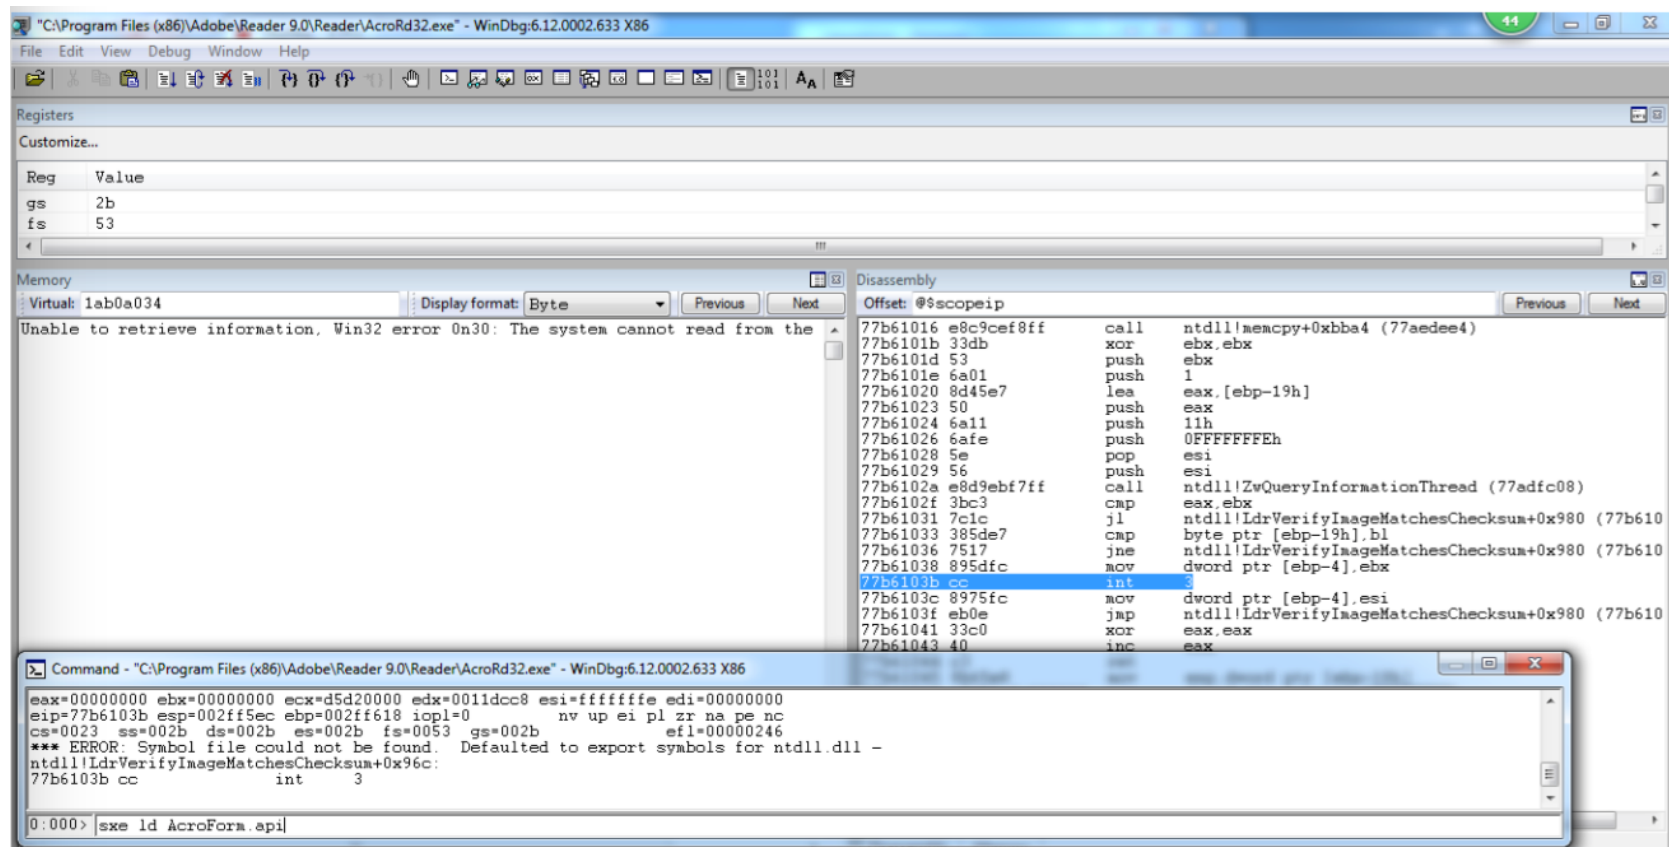 "C:\Program Files (x86)\Adobe\Reader 9.0\Reader\AcroRd32.exe" - WinDbg:6.12.0002.633 X86
44
File Edit View Debug Window Help
Registers
Customize...
Reg Value
gs 2b
fs 53
Memory
Virtual: 1ab0a034 Display format: Byte Previous Next
Unable to retrieve information, Win32 error 0n30: The system cannot read from the
Disassembly
Offset: @$scopeip Previous Next
77b61016 e8c9cef8ff call ntdll!memcpy+0xbba4 (77aedee4)
77b6101b 33db xor ebx,ebx
77b6101d 53 push ebx
77b6101e 6a01 push 1
77b61020 8d45e7 lea eax,[ebp-19h]
77b61023 50 push eax
77b61024 6a11 push 11h
77b61026 6afe push 0FFFFFFFEh
77b61028 5e pop esi
77b61029 56 push esi
77b6102a e8d9ebf7ff call ntdll!ZwQueryInformationThread (77adfc08)
77b6102f 3bc3 cmp eax,ebx
77b61031 7c1c jl ntdll!LdrVerifyImageMatchesChecksum+0x980 (77b610
77b61033 385de7 cmp byte ptr [ebp-19h],bl
77b61036 7517 jne ntdll!LdrVerifyImageMatchesChecksum+0x980 (77b610
77b61038 895dfc mov dword ptr [ebp-4],ebx
77b6103b cc int 3
77b6103c 8975fc mov dword ptr [ebp-4],esi
77b6103f eb0e jmp ntdll!LdrVerifyImageMatchesChecksum+0x980 (77b610
77b61041 33c0 xor eax,eax
77b61043 40 inc eax
Command - "C:\Program Files (x86)\Adobe\Reader 9.0\Reader\AcroRd32.exe" - WinDbg:6.12.0002.633 X86
eax=00000000 ebx=00000000 ecx=d5d20000 edx=0011dcc8 esi=fffffffe edi=00000000
eip=77b6103b esp=002ff5ec ebp=002ff618 iopl=0 nv up ei pl zr na pe nc
cs=0023 ss=002b ds=002b es=002b fs=0053 gs=002b efl=00000246
*** ERROR: Symbol file could not be found. Defaulted to export symbols for ntdll.dll -
ntdll!LdrVerifyImageMatchesChecksum+0x96c:
77b6103b cc int 3
0:000> sxe ld AcroForm.api